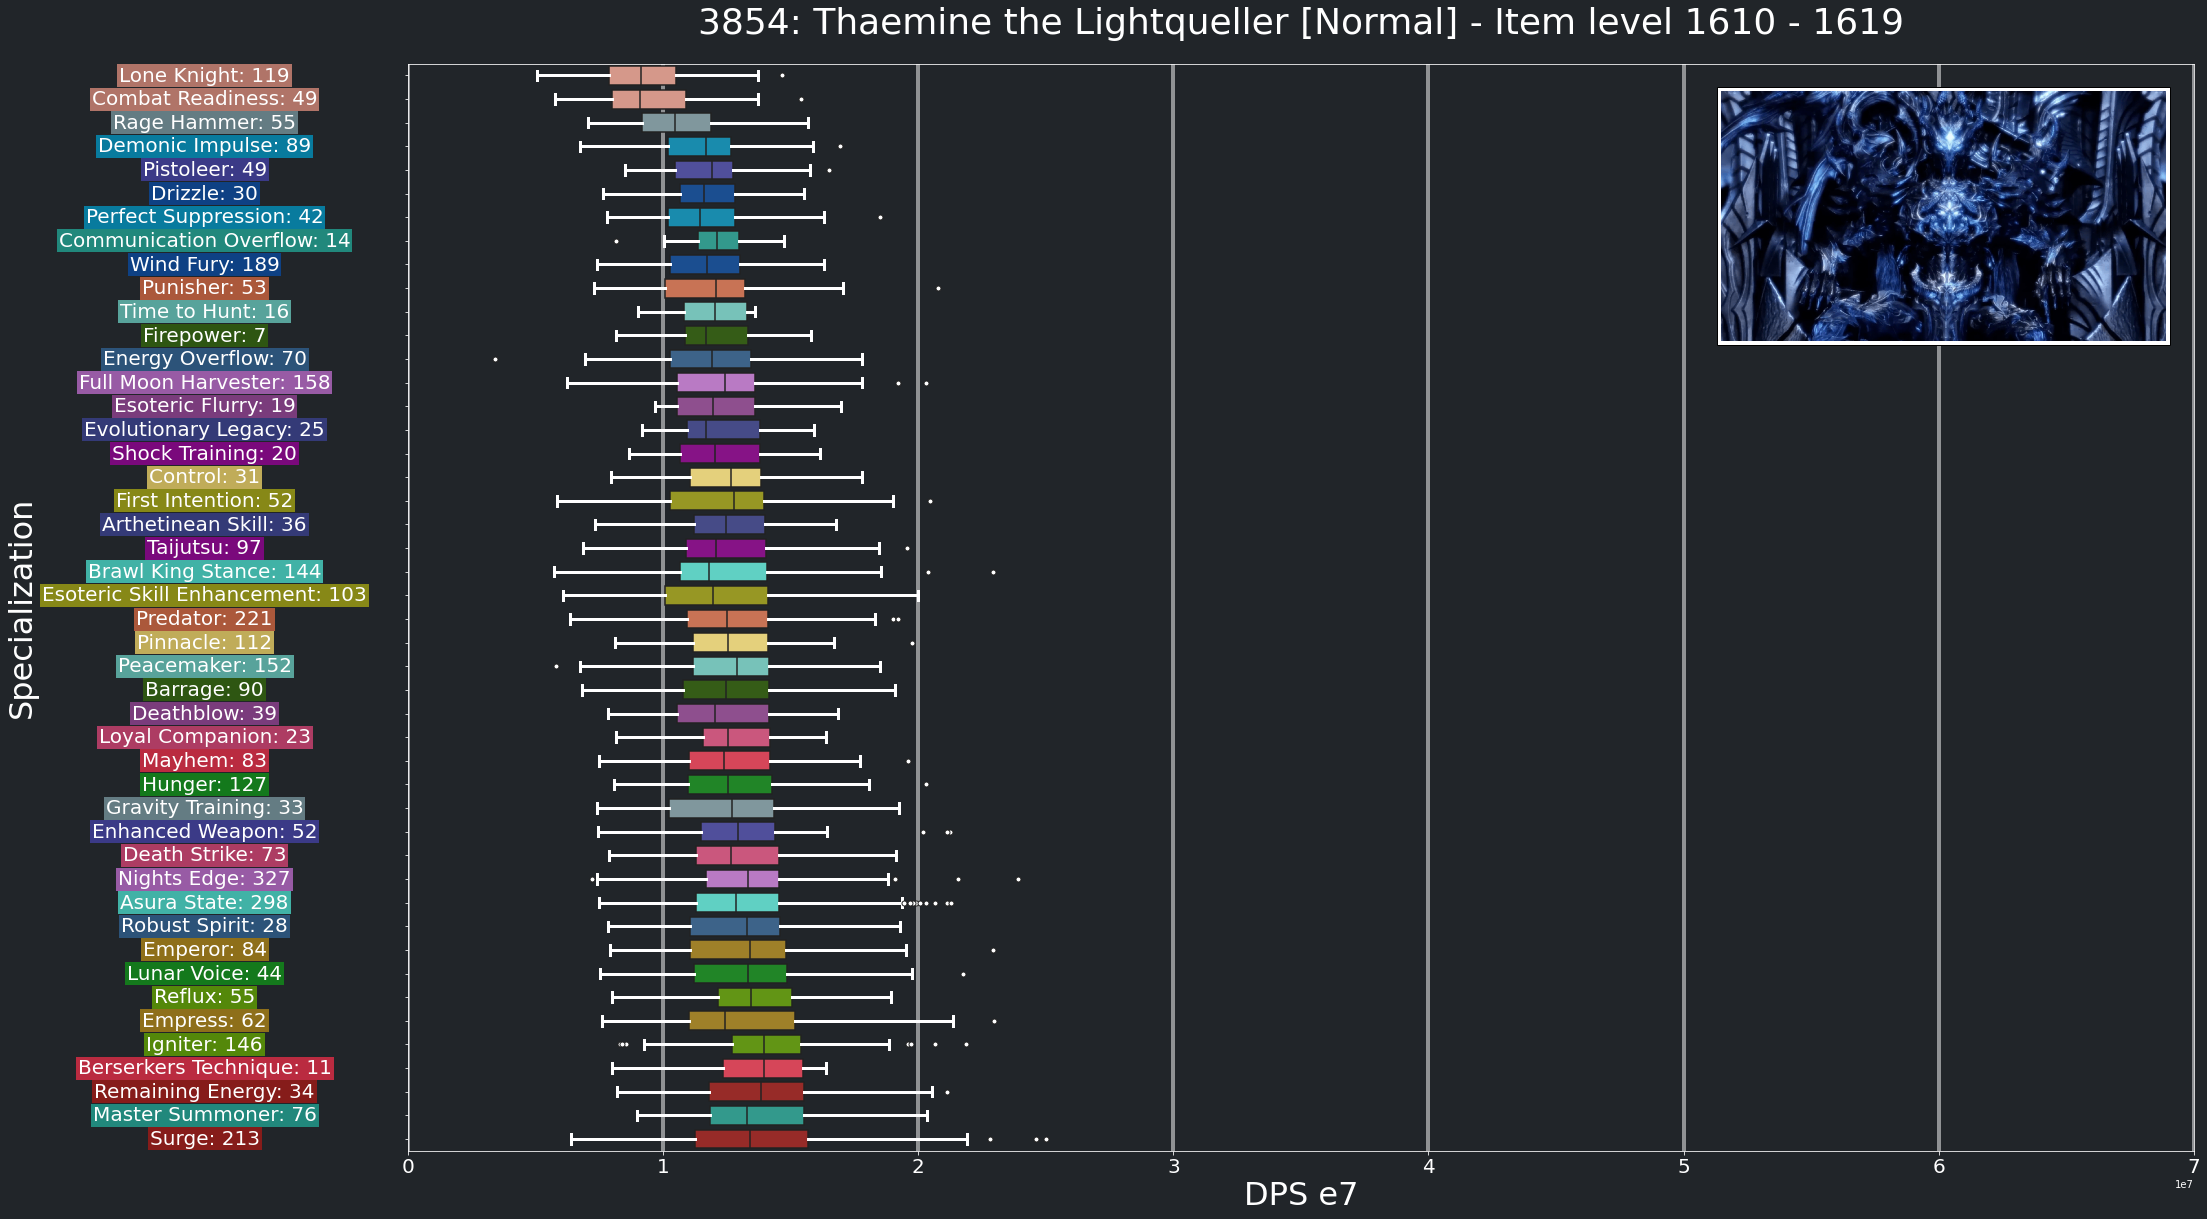 3854: Thaemine the Lightqueller [Normal] - Item level 1610 - 1619
Specialization
Lone Knight: 119
Combat Readiness: 49
Rage Hammer: 55
Demonic Impulse: 89
Pistoleer: 49
Drizzle: 30
Perfect Suppression: 42
Communication Overflow: 14
Wind Fury: 189
Punisher: 53
Time to Hunt: 16
Firepower: 7
Energy Overflow: 70
Full Moon Harvester: 158
Esoteric Flurry: 19
Evolutionary Legacy: 25
Shock Training: 20
Control: 31
First Intention: 52
Arthetinean Skill: 36
Taijutsu: 97
Brawl King Stance: 144
Esoteric Skill Enhancement: 103
Predator: 221
Pinnacle: 112
Peacemaker: 152
Barrage: 90
Deathblow: 39
Loyal Companion: 23
Mayhem: 83
Hunger: 127
Gravity Training: 33
Enhanced Weapon: 52
Death Strike: 73
Nights Edge: 327
Asura State: 298
Robust Spirit: 28
Emperor: 84
Lunar Voice: 44
Reflux: 55
Empress: 62
Igniter: 146
Berserkers Technique: 11
Remaining Energy: 34
Master Summoner: 76
Surge: 213
0 1 2 3 4 5 6 7
DPS e7
1e7